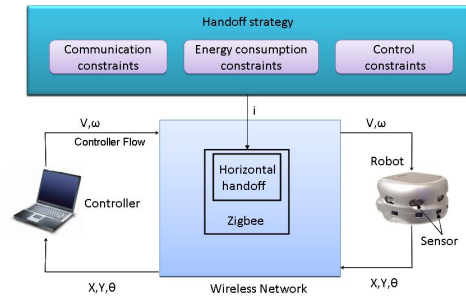 Handoff strategy
Communication
constraints
Energy consumption
constraints
Control
constraints
i
V,ω
Controller Flow
V,ω
Horizontal
handoff
Zigbee
Robot
Controller
Sensor
X,Y,θ
Wireless Network
X,Y,θ